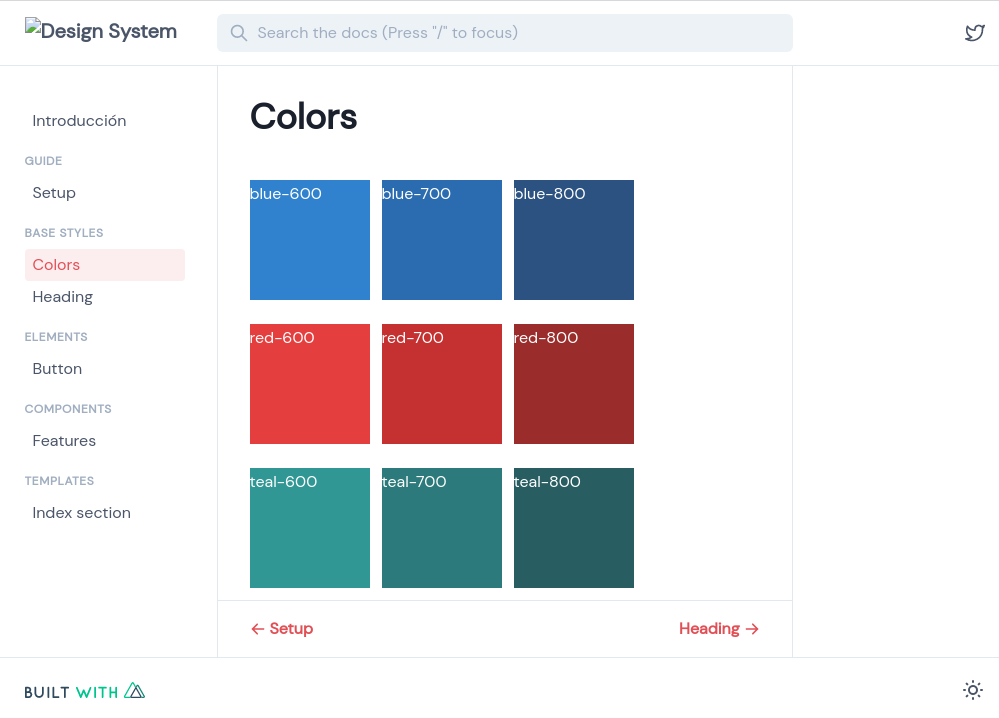 Design System
Search the docs (Press "/" to focus)
Introducción
GUIDE
Setup
BASE STYLES
Colors
Heading
ELEMENTS
Button
COMPONENTS
Features
TEMPLATES
Index section
Colors
blue-600 blue-700 blue-800
red-600 red-700 red-800
teal-600 teal-700 teal-800
← Setup
Heading →
BUILT WITH